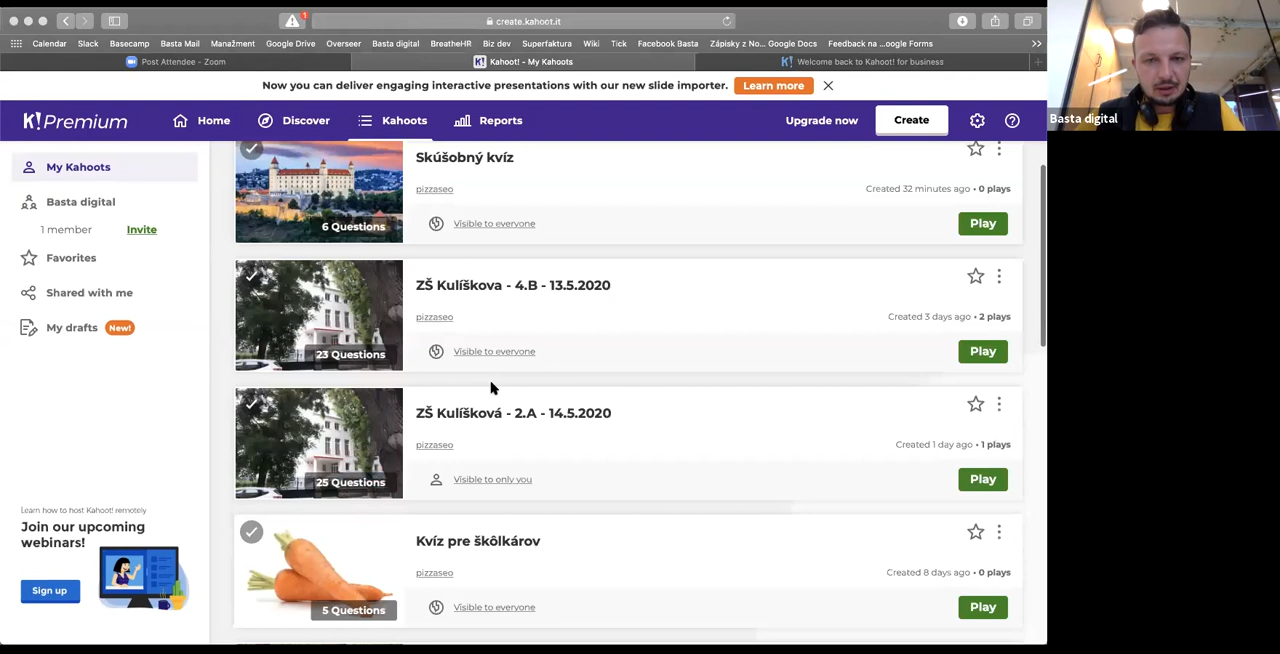 create.kahoot.it
Calendar Slack Basecamp Basta Mail Manažment Google Drive Overseer Basta digital BreatheHR Biz dev Superfaktura Wiki Tick Facebook Basta Zápisky z No... Google Docs Feedback na ...oogle Forms
Post Attendee - Zoom K! Kahoot! - My Kahoots K! Welcome back to Kahoot! for business
Now you can deliver engaging interactive presentations with our new slide importer. Learn more
K! Premium Home Discover Kahoots Reports Upgrade now Create
Basta digital
My Kahoots
Basta digital
1 member Invite
Favorites
Shared with me
My drafts New!
Learn how to host Kahoot! remotely
Join our upcoming
webinars!
Sign up
Skúšobný kvíz
pizzaseo Created 32 minutes ago • 0 plays
6 Questions Visible to everyone Play
ZŠ Kulíškova - 4.B - 13.5.2020
pizzaseo Created 3 days ago • 2 plays
23 Questions Visible to everyone Play
ZŠ Kulíšková - 2.A - 14.5.2020
pizzaseo Created 1 day ago • 1 plays
25 Questions Visible to only you Play
Kvíz pre škôlkárov
pizzaseo Created 8 days ago • 0 plays
5 Questions Visible to everyone Play